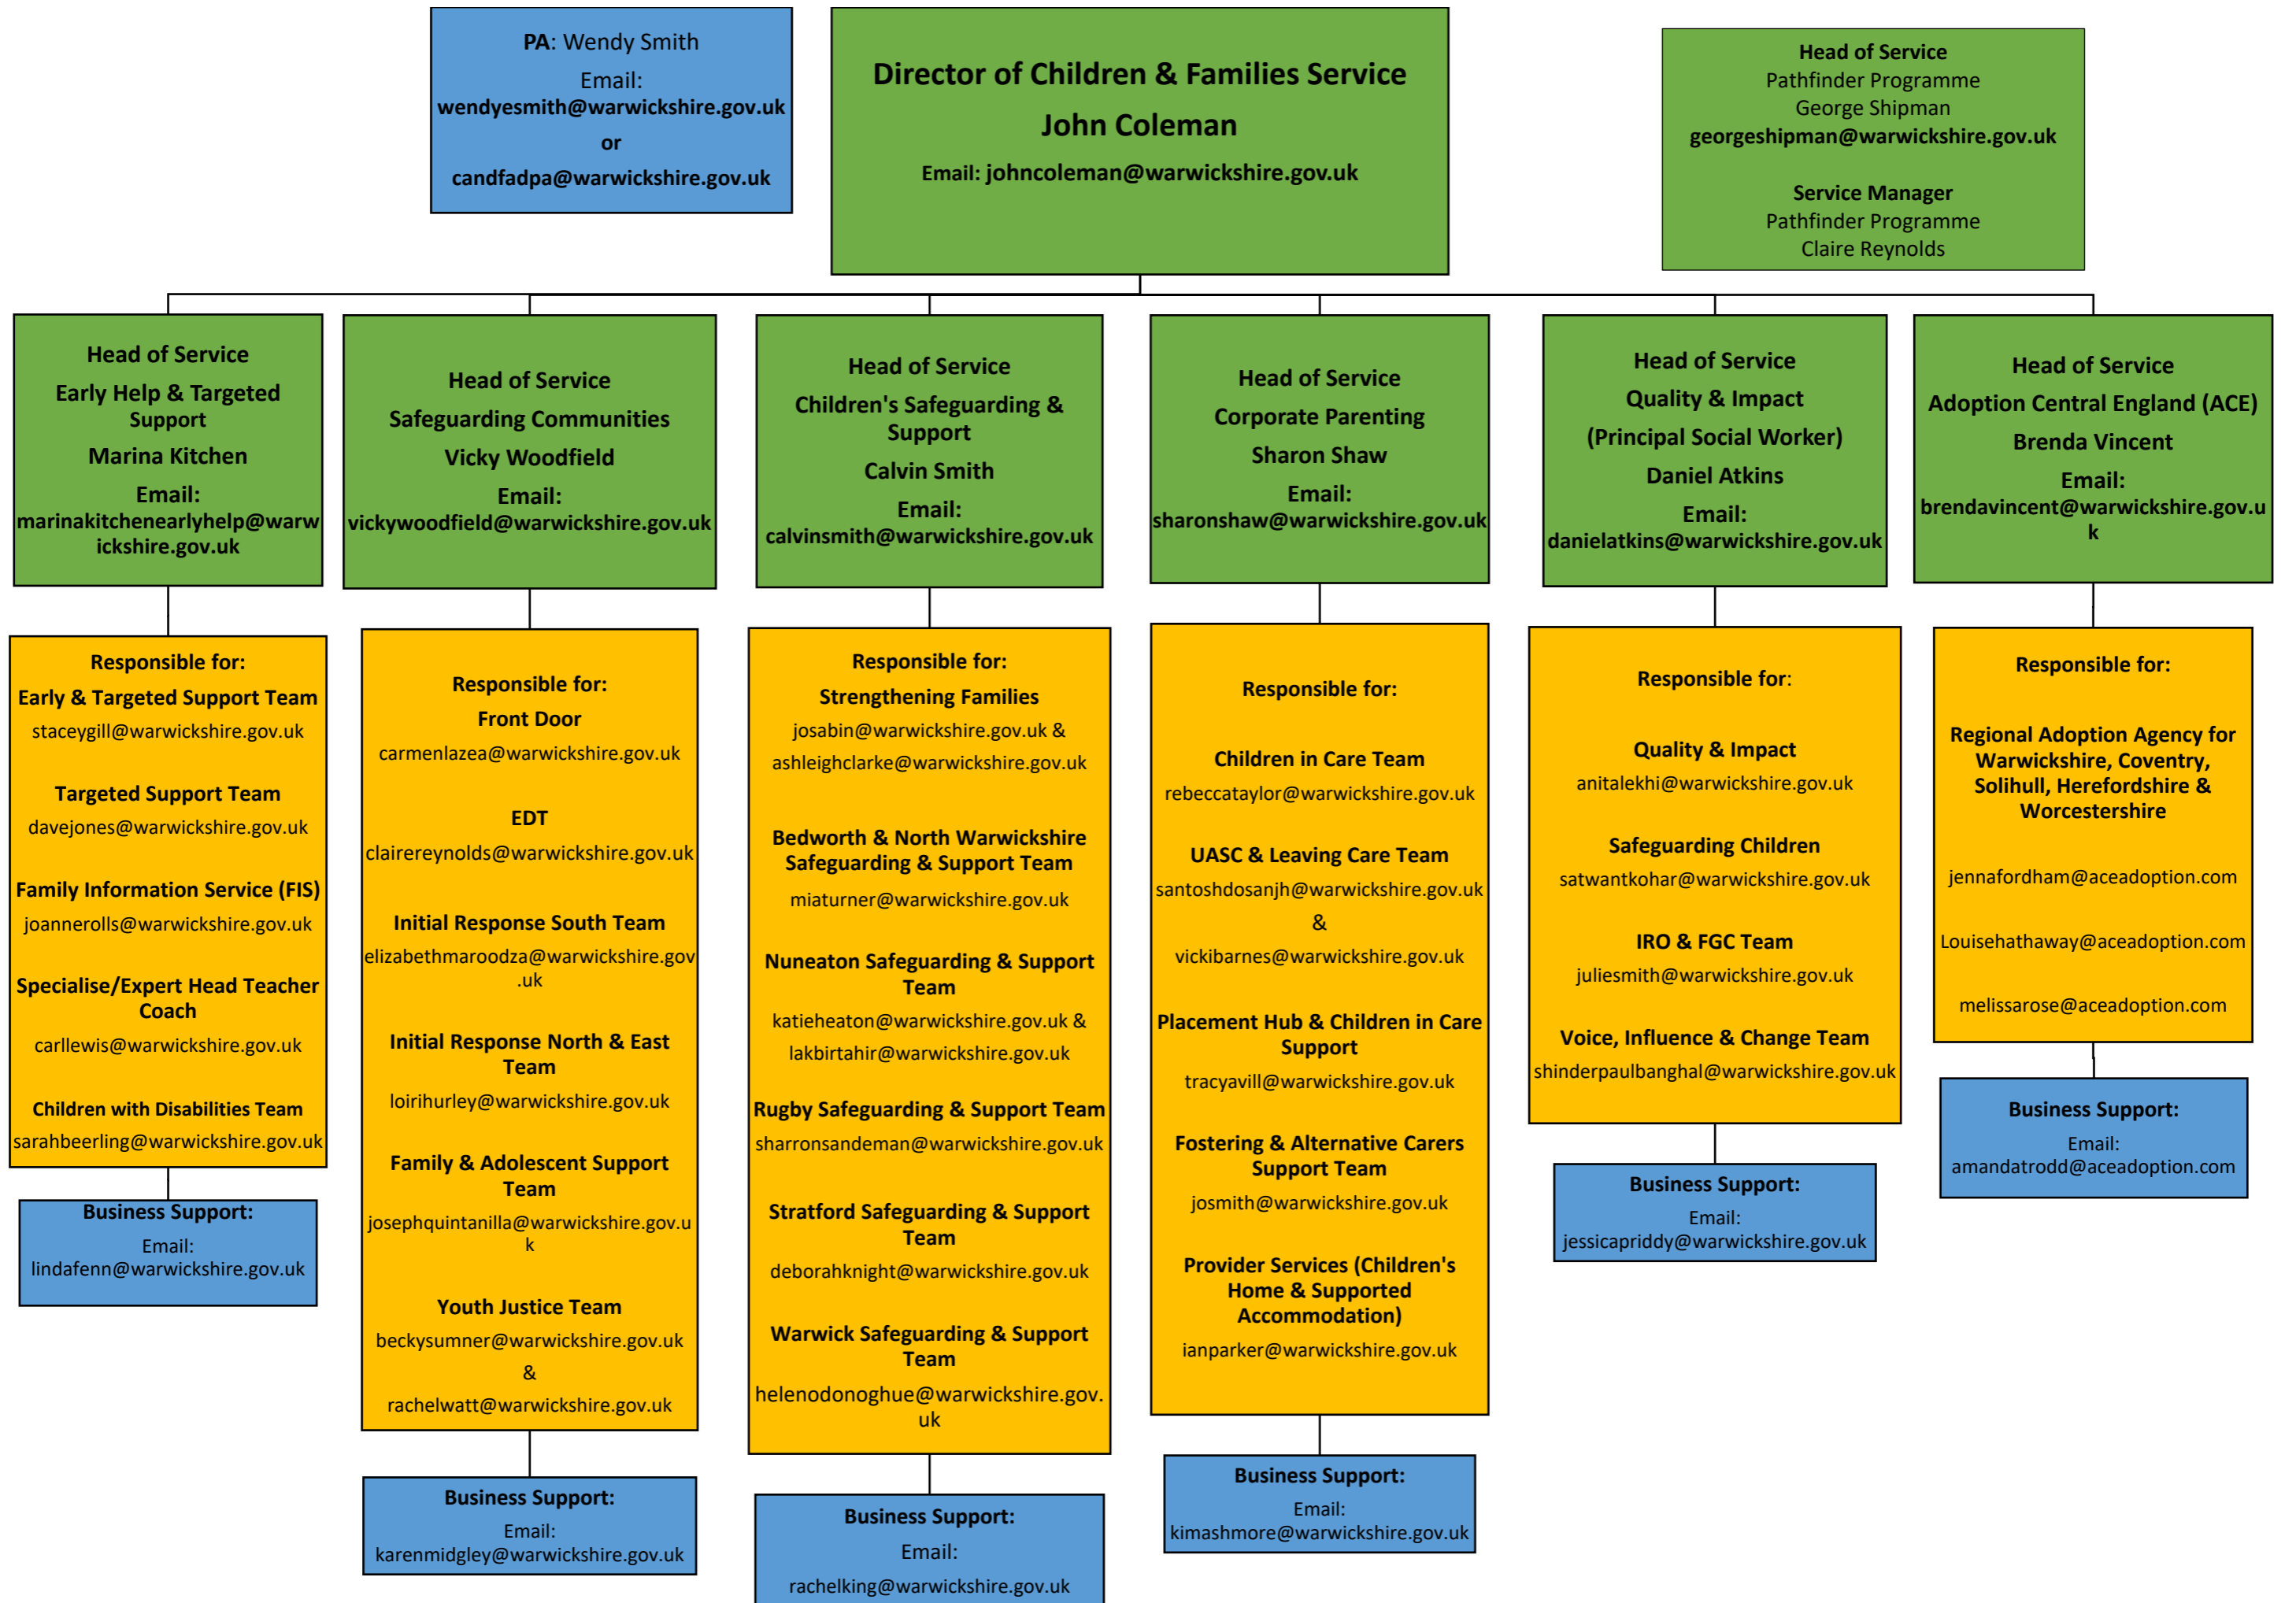 PA: Wendy Smith
Email:
wendyesmith@warwickshire.gov.uk
or
candfadpa@warwickshire.gov.uk
Director of Children & Families Service
John Coleman
Email: johncoleman@warwickshire.gov.uk
Head of Service
Pathfinder Programme
George Shipman
georgeshipman@warwickshire.gov.uk
Service Manager
Pathfinder Programme
Claire Reynolds
Head of Service
Early Help & Targeted
Support
Marina Kitchen
Email:
marinakitchenearlyhelp@warw
ickshire.gov.uk
Head of Service
Safeguarding Communities
Vicky Woodfield
Email:
vickywoodfield@warwickshire.gov.uk
Head of Service
Children's Safeguarding &
Support
Calvin Smith
Email:
calvinsmith@warwickshire.gov.uk
Head of Service
Corporate Parenting
Sharon Shaw
Email:
sharonshaw@warwickshire.gov.uk
Head of Service
Quality & Impact
(Principal Social Worker)
Daniel Atkins
Email:
danielatkins@warwickshire.gov.uk
Head of Service
Adoption Central England (ACE)
Brenda Vincent
Email:
brendavincent@warwickshire.gov.u
k
Responsible for:
Early & Targeted Support Team
staceygill@warwickshire.gov.uk
Targeted Support Team
davejones@warwickshire.gov.uk
Family Information Service (FIS)
joannerolls@warwickshire.gov.uk
Specialise/Expert Head Teacher
Coach
carllewis@warwickshire.gov.uk
Children with Disabilities Team
sarahbeerling@warwickshire.gov.uk
Business Support:
Email:
lindafenn@warwickshire.gov.uk
Responsible for:
Front Door
carmenlazea@warwickshire.gov.uk
EDT
clairereynolds@warwickshire.gov.uk
Initial Response South Team
elizabethmaroodza@warwickshire.gov
.uk
Initial Response North & East
Team
loirihurley@warwickshire.gov.uk
Family & Adolescent Support
Team
josephquintanilla@warwickshire.gov.u
k
Youth Justice Team
beckysumner@warwickshire.gov.uk
&
rachelwatt@warwickshire.gov.uk
Business Support:
Email:
karenmidgley@warwickshire.gov.uk
Responsible for:
Strengthening Families
josabin@warwickshire.gov.uk &
ashleighclarke@warwickshire.gov.uk
Bedworth & North Warwickshire
Safeguarding & Support Team
miaturner@warwickshire.gov.uk
Nuneaton Safeguarding & Support
Team
katieheaton@warwickshire.gov.uk &
lakbirtahir@warwickshire.gov.uk
Rugby Safeguarding & Support Team
sharronsandeman@warwickshire.gov.uk
Stratford Safeguarding & Support
Team
deborahknight@warwickshire.gov.uk
Warwick Safeguarding & Support
Team
helenodonoghue@warwickshire.gov.
uk
Business Support:
Email:
rachelking@warwickshire.gov.uk
Responsible for:
Children in Care Team
rebeccataylor@warwickshire.gov.uk
UASC & Leaving Care Team
santoshdosanjh@warwickshire.gov.uk
&
vickibarnes@warwickshire.gov.uk
Placement Hub & Children in Care
Support
tracyavill@warwickshire.gov.uk
Fostering & Alternative Carers
Support Team
josmith@warwickshire.gov.uk
Provider Services (Children's
Home & Supported
Accommodation)
ianparker@warwickshire.gov.uk
Business Support:
Email:
kimashmore@warwickshire.gov.uk
Responsible for:
Quality & Impact
anitalekhi@warwickshire.gov.uk
Safeguarding Children
satwantkohar@warwickshire.gov.uk
IRO & FGC Team
juliesmith@warwickshire.gov.uk
Voice, Influence & Change Team
shinderpaulbanghal@warwickshire.gov.uk
Business Support:
Email:
jessicapriddy@warwickshire.gov.uk
Responsible for:
Regional Adoption Agency for
Warwickshire, Coventry,
Solihull, Herefordshire &
Worcestershire
jennafordham@aceadoption.com
Louisehathaway@aceadoption.com
melissarose@aceadoption.com
Business Support:
Email:
amandatrodd@aceadoption.com